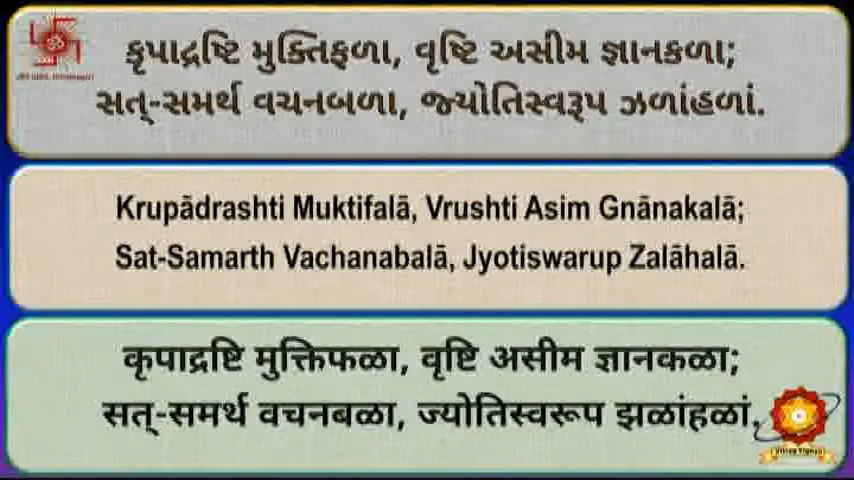 કૃપાદ્રષ્ટિ મુક્તિફળા, વૃષ્ટિ અસીમ જ્ઞાનકળા;
સત્-સમર્થ વચનબળા, જ્યોતિસ્વરૂપ ઝળાંહળાં.
Krupādrashti Muktifalā, Vrushti Asim Gnānakalā;
Sat-Samarth Vachanabalā, Jyotiswarup Zalāhalā.
कृपाद्रष्टि मुक्तिफळा, वृष्टि असीम ज्ञानकळा;
सत्-समर्थ वचनबळा, ज्योतिस्वरूप झळांहळां.